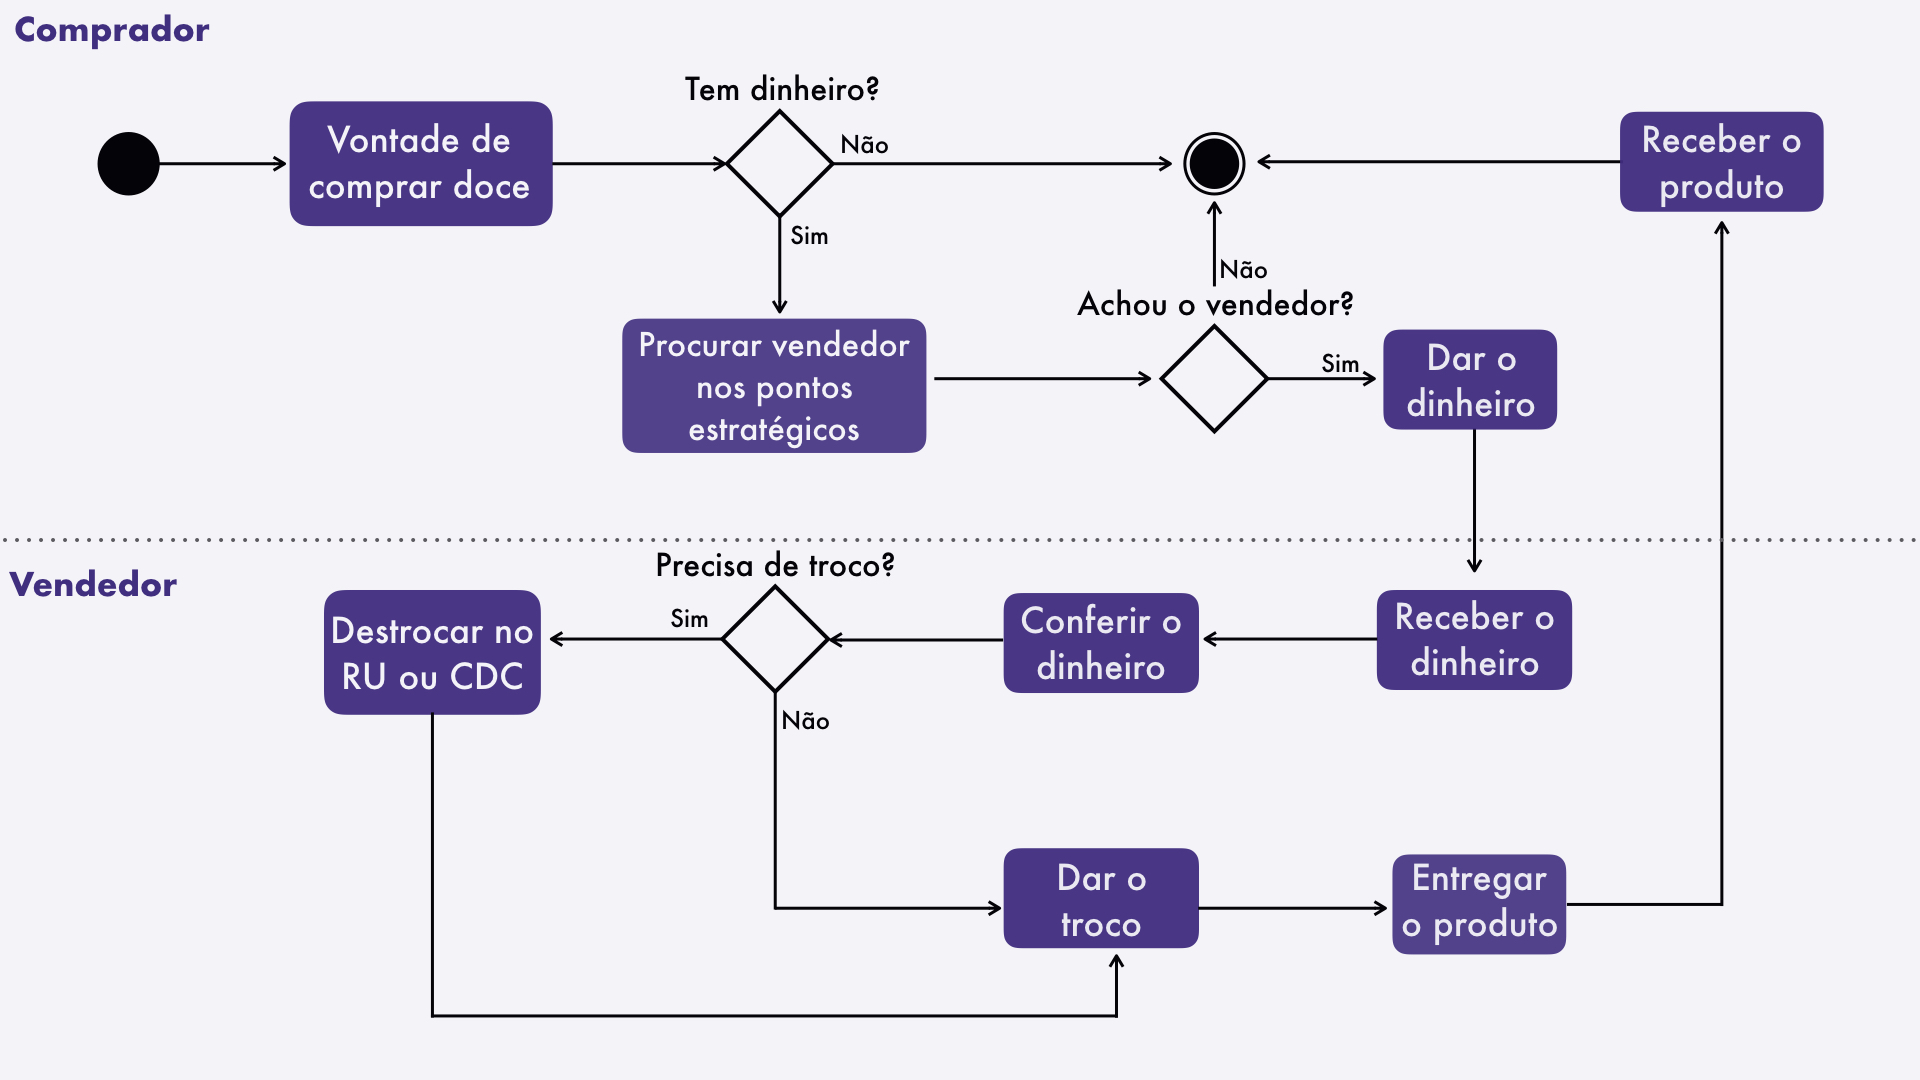 Comprador
Tem dinheiro?
Vontade de
comprar doce
Não
Receber o
produto
Sim
Não
Achou o vendedor?
Procurar vendedor
nos pontos
estratégicos
Sim
Dar o
dinheiro
Vendedor
Precisa de troco?
Destrocar no
RU ou CDC
Sim
Conferir o
dinheiro
Receber o
dinheiro
Não
Dar o
troco
Entregar
o produto